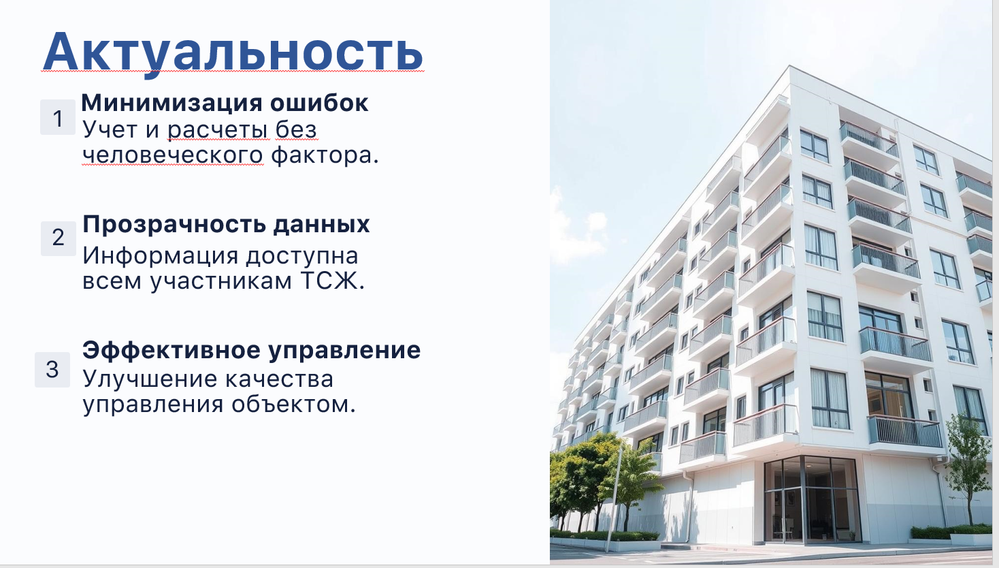 Актуальность
1
Минимизация ошибок
Учет и расчеты без
человеческого фактора.
2
Прозрачность данных
Информация доступна
всем участникам ТСЖ.
3
Эффективное управление
Улучшение качества
управления объектом.